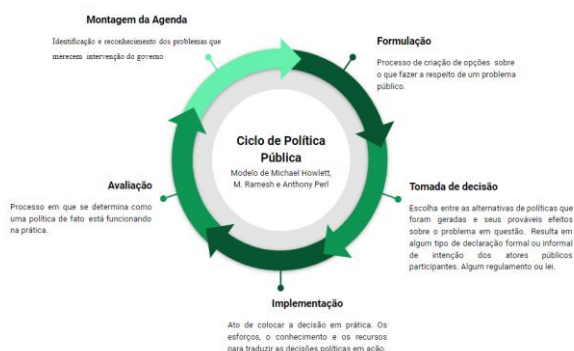 Montagem da Agenda
Identificação e reconhecimento dos problemas que
merecem intervenção do governo
Formulação
Processo de criação de opções sobre
o que fazer a respeito de um problema
público.
Ciclo de Política
Pública
Modelo de Michael Howlett,
M. Ramesh e Anthony Perl
Tomada de decisão
Escolha entre as alternativas de políticas que
foram geradas e seus prováveis efeitos
sobre o problema em questão. Resulta em
algum tipo de declaração formal ou informal
de intenção dos atores públicos
participantes. Algum regulamento ou lei.
Avaliação
Processo em que se determina como
uma política de fato está funcionando
na prática.
Implementação
Ato de colocar a decisão em prática. Os
esforços, o conhecimento e os recursos
para traduzir as decisões políticas em ação.